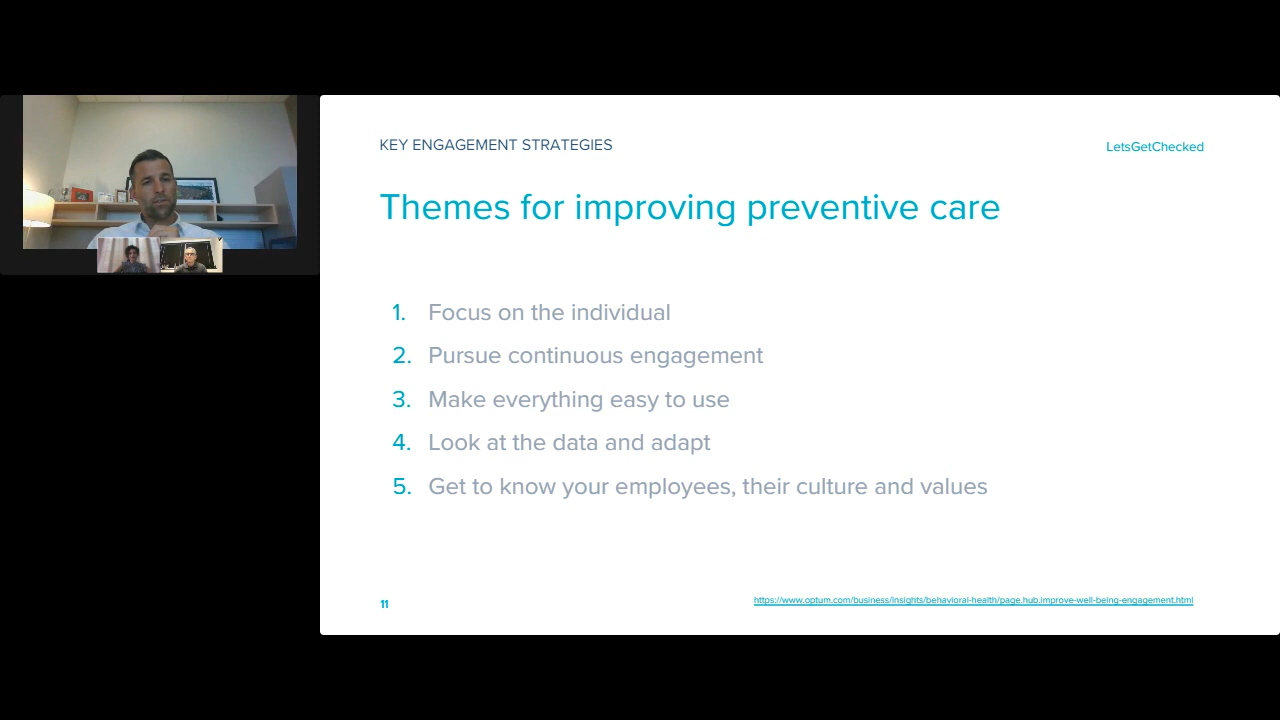 KEY ENGAGEMENT STRATEGIES
LetsGetChecked
Themes for improving preventive care
1. Focus on the individual
2. Pursue continuous engagement
3. Make everything easy to use
4. Look at the data and adapt
5. Get to know your employees, their culture and values
11
https://www.optum.com/business/insights/behavioral-health/page.hub.improve-well-being-engagement.html